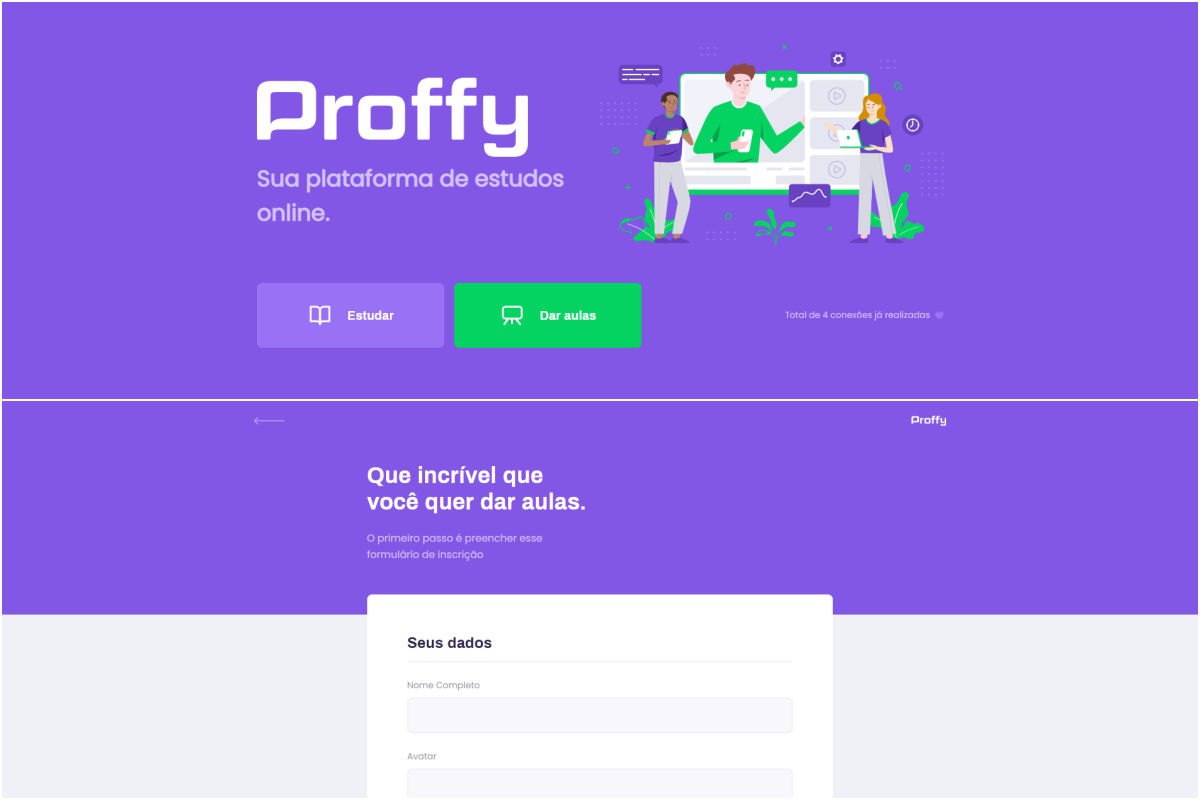 Proffy
Sua plataforma de estudos
online.
Estudar
Dar aulas
Total de 4 conexões já realizadas
Proffy
Que incrível que
você quer dar aulas.
O primeiro passo é preencher esse
formulário de inscrição
Seus dados
Nome Completo
Avatar